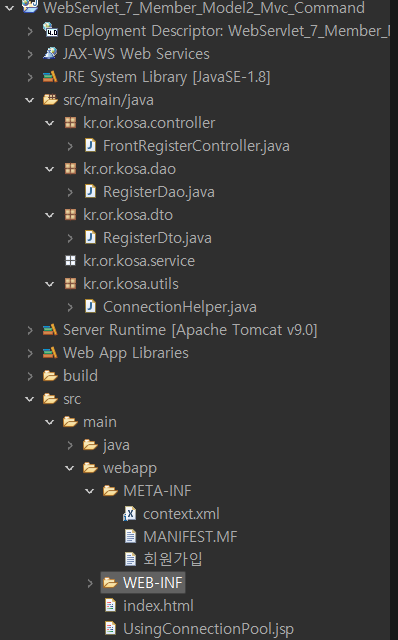 WebServlet_7_Member_Model2_Mvc_Command
Deployment Descriptor: WebServlet_7_Member_
JAX-WS Web Services
JRE System Library [JavaSE-1.8]
src/main/java
kr.or.kosa.controller
FrontRegisterController.java
kr.or.kosa.dao
RegisterDao.java
kr.or.kosa.dto
RegisterDto.java
kr.or.kosa.service
kr.or.kosa.utils
ConnectionHelper.java
Server Runtime [Apache Tomcat v9.0]
Web App Libraries
build
src
main
java
webapp
META-INF
context.xml
MANIFEST.MF
회원가입
WEB-INF
index.html
UsingConnectionPool.jsp